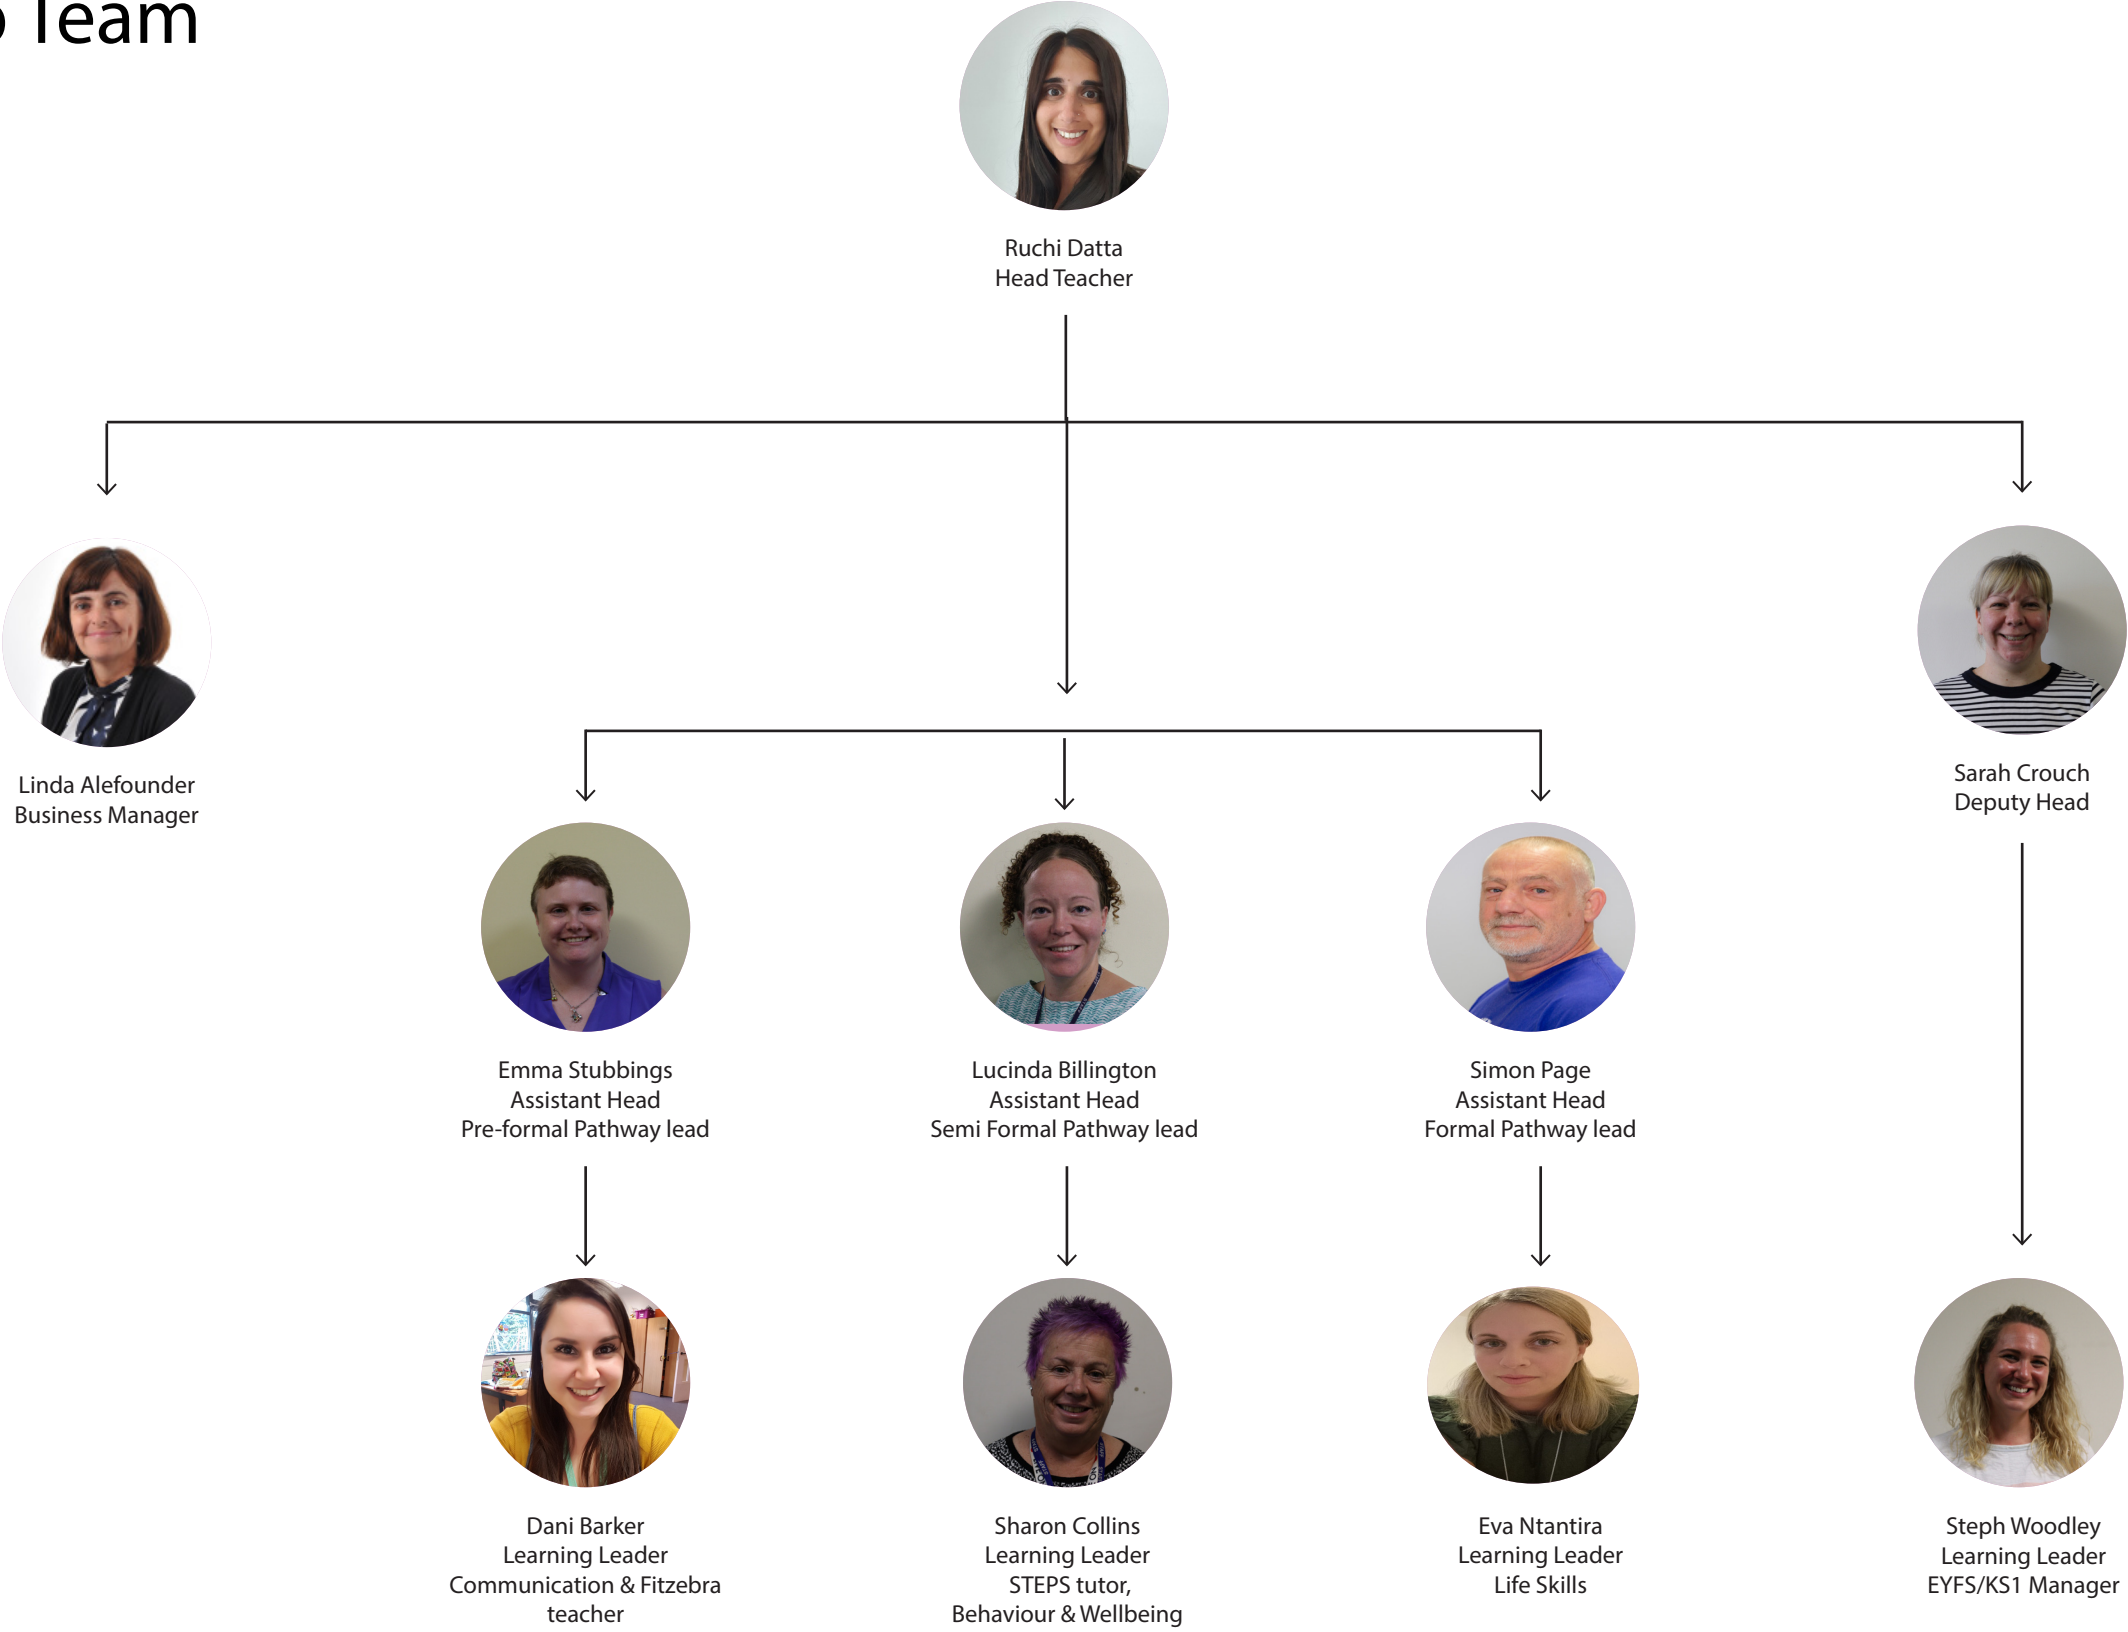 Team
Ruchi Datta
Head Teacher
Linda Alefounder
Business Manager
Sarah Crouch
Deputy Head
Emma Stubbings
Assistant Head
Pre-formal Pathway lead
Lucinda Billington
Assistant Head
Semi Formal Pathway lead
Simon Page
Assistant Head
Formal Pathway lead
Dani Barker
Learning Leader
Communication & Fitzebra
teacher
Sharon Collins
Learning Leader
STEPS tutor,
Behaviour & Wellbeing
Eva Ntantira
Learning Leader
Life Skills
Steph Woodley
Learning Leader
EYFS/KS1 Manager